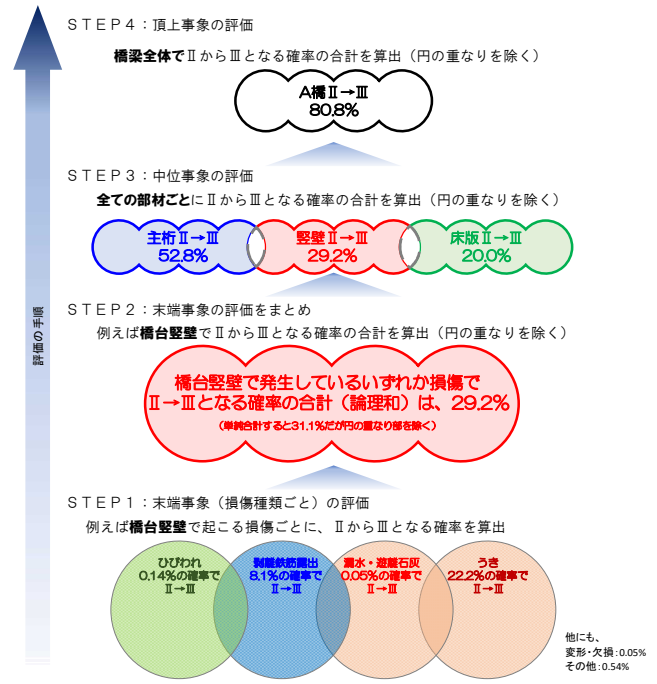 ＳＴＥＰ４：頂上事象の評価
橋梁全体でⅡからⅢとなる確率の合計を算出（円の重なりを除く）
A橋Ⅱ→Ⅲ
80.8%
ＳＴＥＰ３：中位事象の評価
全ての部材ごとにⅡからⅢとなる確率の合計を算出（円の重なりを除く）
主桁Ⅱ→Ⅲ
52.8%
竪壁Ⅱ→Ⅲ
29.2%
床版Ⅱ→Ⅲ
20.0%
ＳＴＥＰ２：末端事象の評価をまとめ
例えば橋台竪壁でⅡからⅢとなる確率の合計を算出（円の重なりを除く）
橋台竪壁で発生しているいずれか損傷で
Ⅱ→Ⅲとなる確率の合計（論理和）は、29.2%
（単純合計すると31.1%だが円の重なり部を除く）
評価の手順
ＳＴＥＰ１：末端事象（損傷種類ごと）の評価
例えば橋台竪壁で起こる損傷ごとに、ⅡからⅢとなる確率を算出
ひびわれ
0.14%の確率で
Ⅱ→Ⅲ
剥離鉄筋露出
8.1%の確率で
Ⅱ→Ⅲ
漏水・遊離石灰
0.05%の確率で
Ⅱ→Ⅲ
うき
22.2%の確率で
Ⅱ→Ⅲ
他にも、
変形・欠損：0.05%
その他：0.54%